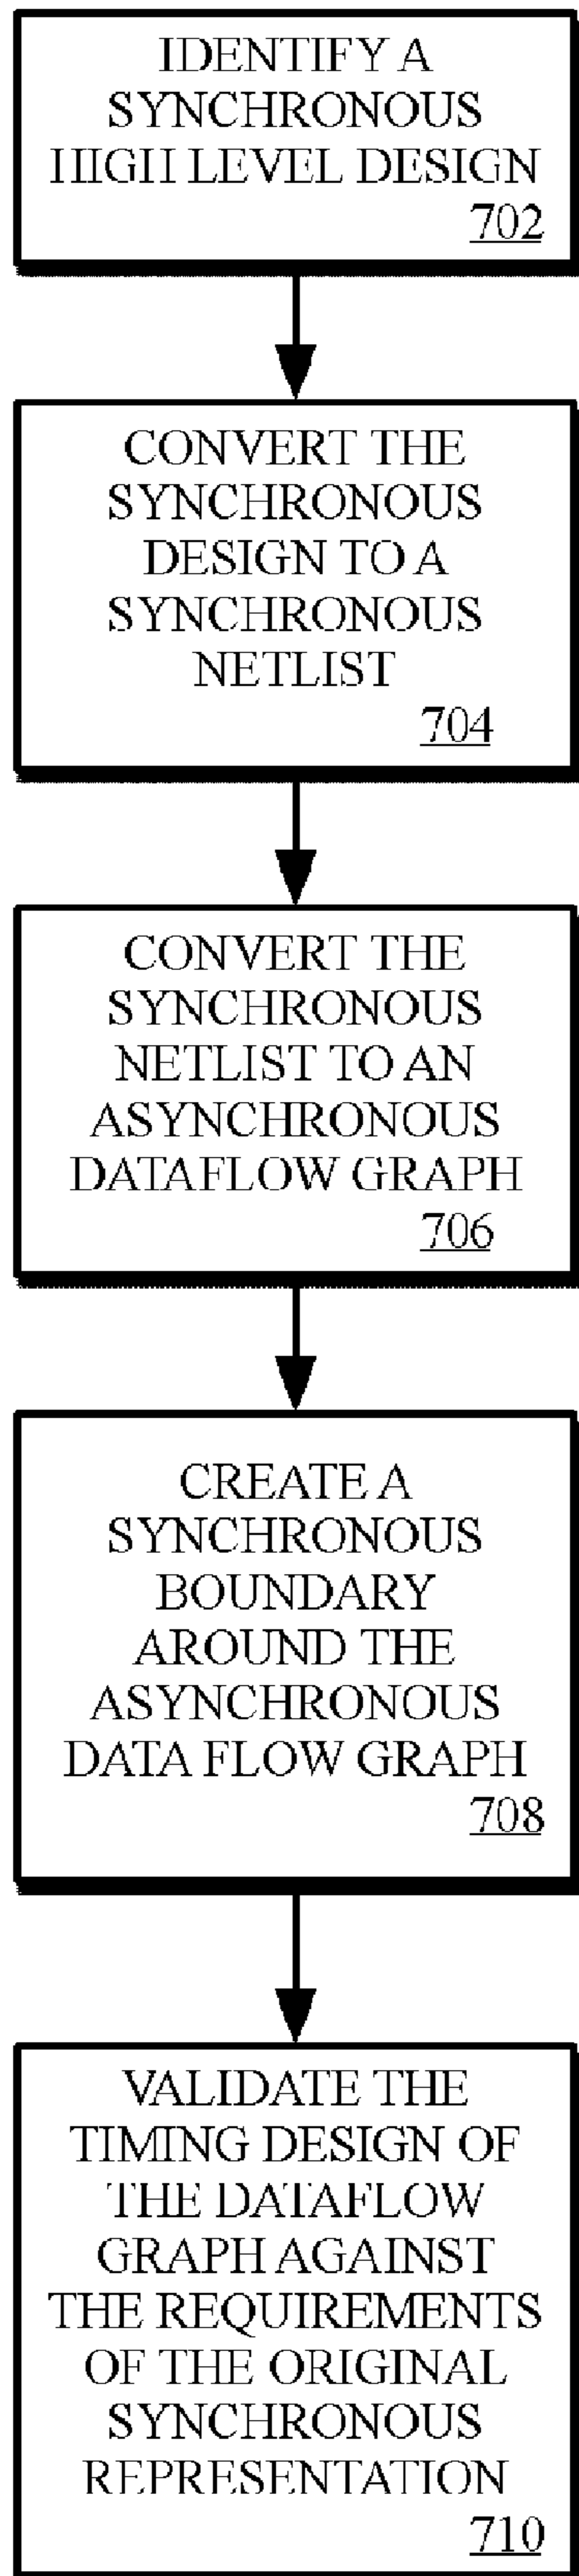 IDENTIFY A
SYNCHRONOUS
HIGH LEVEL DESIGN
702
CONVERT THE
SYNCHRONOUS
DESIGN TO A
SYNCHRONOUS
NETLIST
704
CONVERT THE
SYNCHRONOUS
NETLIST TO AN
ASYNCHRONOUS
DATAFLOW GRAPH
706
CREATE A
SYNCHRONOUS
BOUNDARY
AROUND THE
ASYNCHRONOUS
DATA FLOW GRAPH
708
VALIDATE THE
TIMING DESIGN OF
THE DATAFLOW
GRAPH AGAINST
THE REQUIREMENTS
OF THE ORIGINAL
SYNCHRONOUS
REPRESENTATION
710